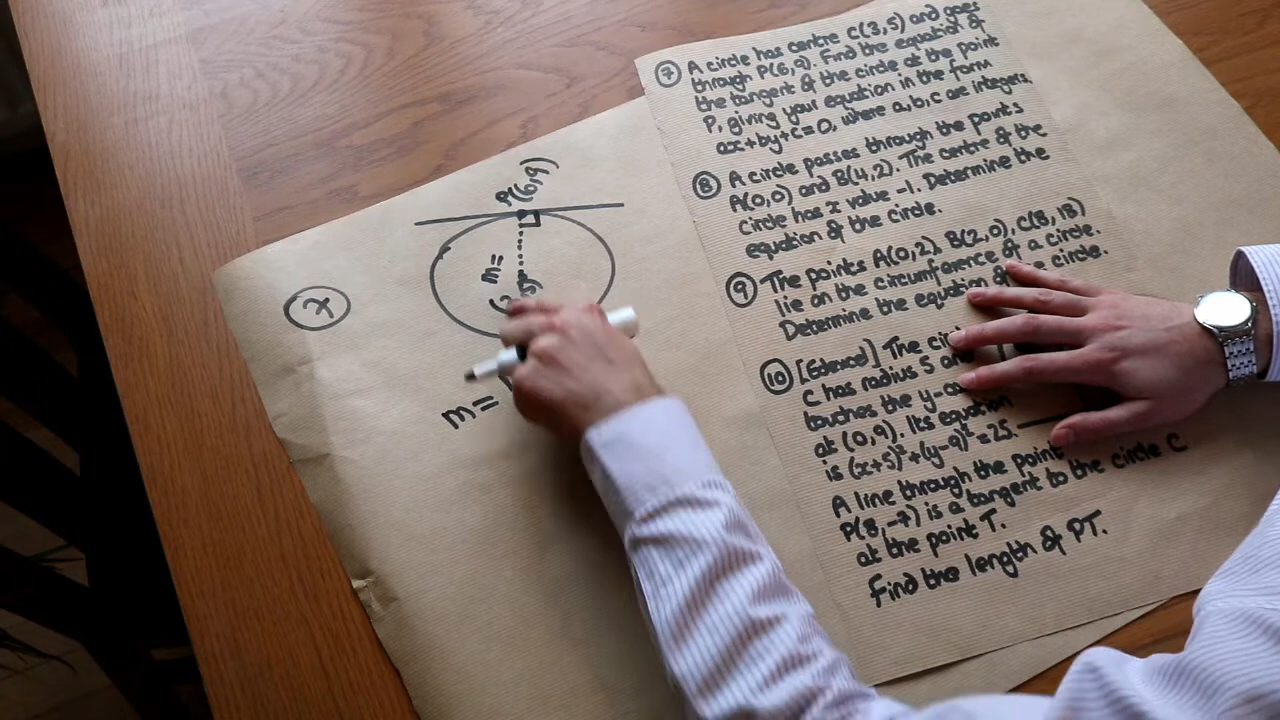 7
P(6,9)
m=
m=
7 A circle has centre C(3,5) and goes
through P(6,9). Find the equation of
the tangent of the circle at the point
P, giving your equation in the form
ax+by+c=0, where a,b,c are integers.
8 A circle passes through the points
A(0,0) and B(4,2). The centre of the
circle has x value -1. Determine the
equation of the circle.
9 The points A(0,2), B(2,0), C(8,18)
lie on the circumference of a circle.
Determine the equation of the circle.
10 [Edexcel] The
C has radius 5
touches the
at (0,9). Its equation
is (x+5)²+(y-9)²=25.
A line through the point
P(8,-7) is a tangent to the circle C
at the point T.
Find the length of PT.